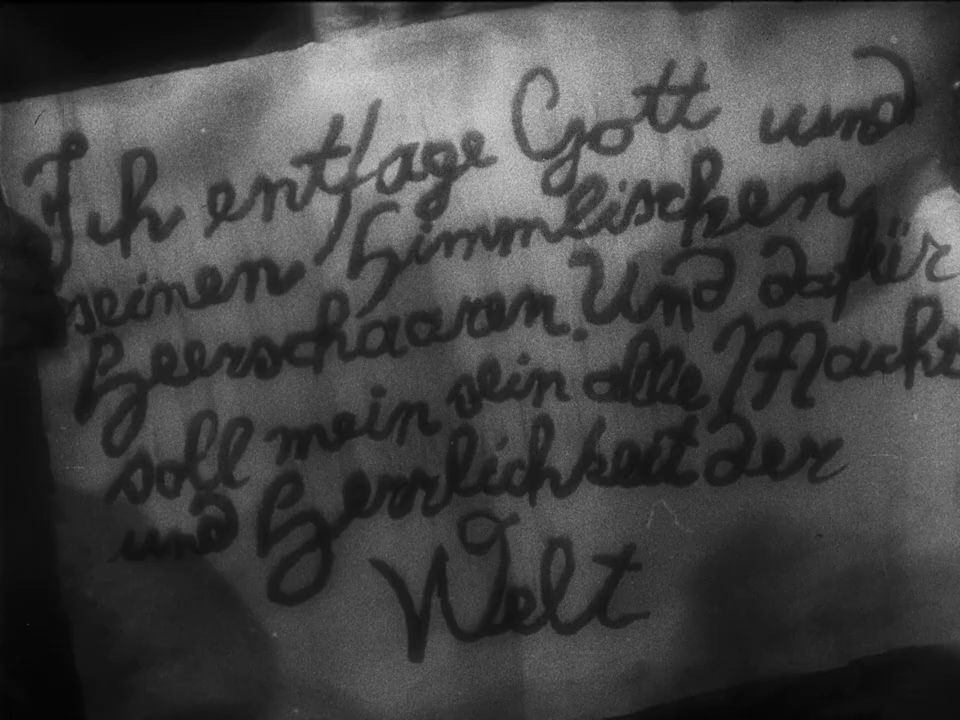 Ich entsage Gott und
seinen himmlischen
Heerschaaren. Und dafür
soll mein sein alle Macht
und Herrlichkeit der
Welt